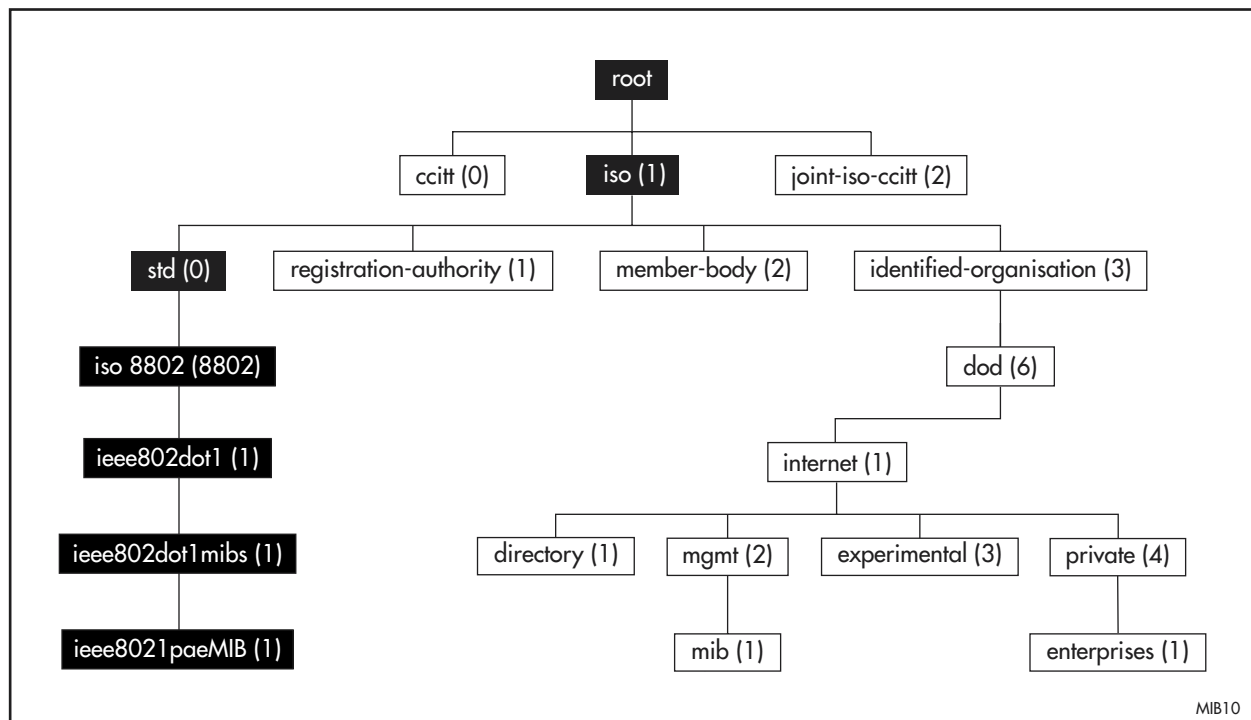 root
ccitt (0)
iso (1)
joint-iso-ccitt (2)
std (0)
registration-authority (1)
member-body (2)
identified-organisation (3)
iso 8802 (8802)
dod (6)
ieee802dot1 (1)
internet (1)
ieee802dot1mibs (1)
directory (1)
mgmt (2)
experimental (3)
private (4)
ieee8021paeMIB (1)
mib (1)
enterprises (1)
MIB10